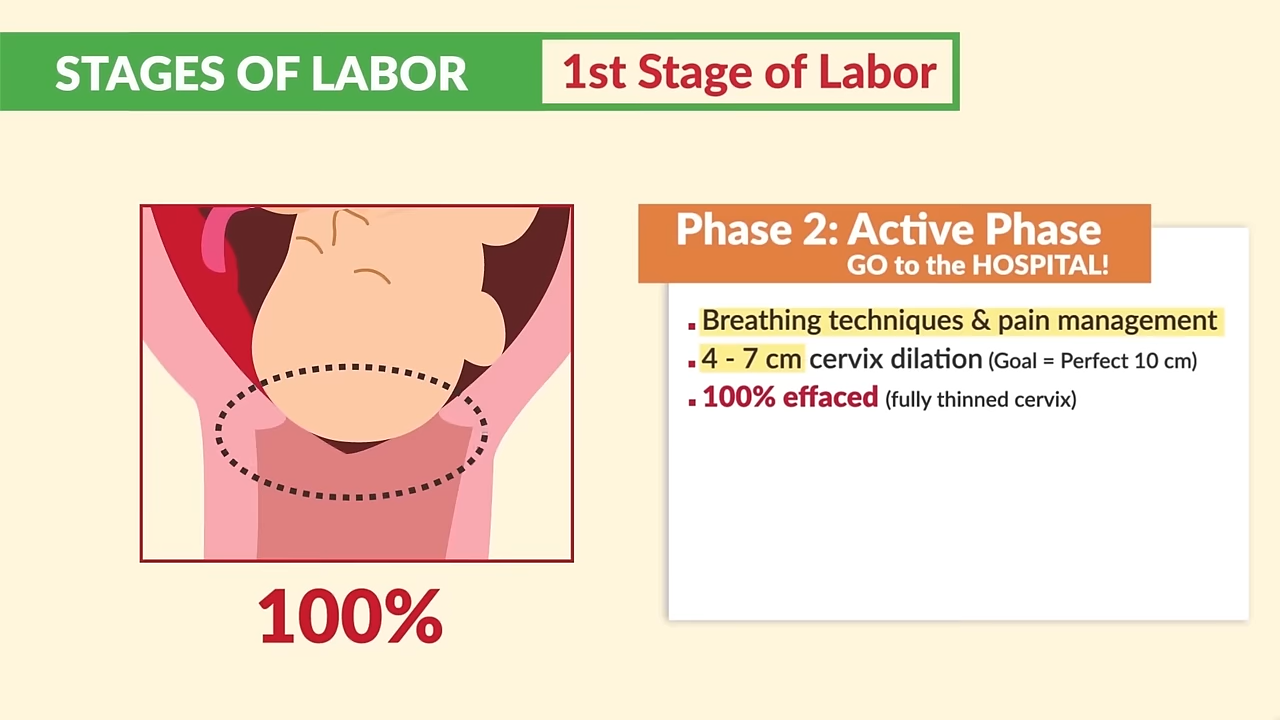 STAGES OF LABOR
1st Stage of Labor
Phase 2: Active Phase
GO to the HOSPITAL!
Breathing techniques & pain management
4 - 7 cm cervix dilation (Goal = Perfect 10 cm)
100% effaced (fully thinned cervix)
100%